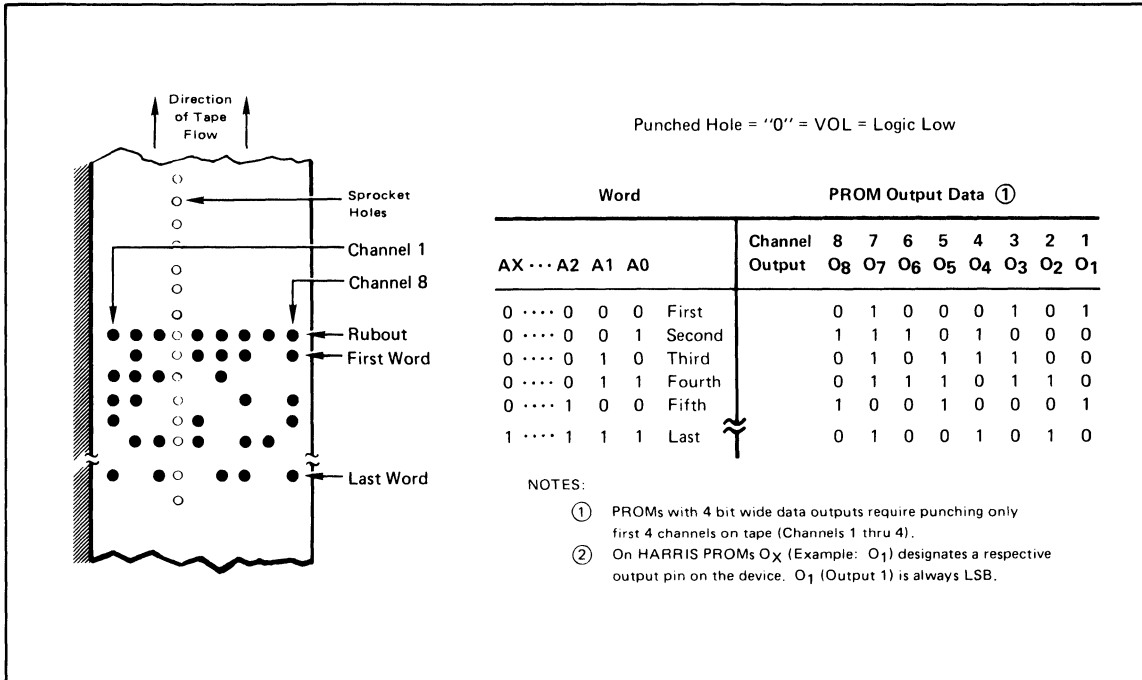 Direction
of Tape
Flow
Sprocket
Holes
Channel 1
Channel 8
Rubout
First Word
Last Word
Punched Hole = "0" = VOL = Logic Low
Word PROM Output Data ①
Channel 8 7 6 5 4 3 2 1
AX ··· A2 A1 A0 Output O8 O7 O6 O5 O4 O3 O2 O1
0 ···· 0 0 0 First 0 1 0 0 0 1 0 1
0 ···· 0 0 1 Second 1 1 1 0 1 0 0 0
0 ···· 0 1 0 Third 0 1 0 1 1 1 0 0
0 ···· 0 1 1 Fourth 0 1 1 1 0 1 1 0
0 ···· 1 0 0 Fifth 1 0 0 1 0 0 0 1
1 ···· 1 1 1 Last 0 1 0 0 1 0 1 0
NOTES:
① PROMs with 4 bit wide data outputs require punching only
first 4 channels on tape (Channels 1 thru 4).
② On HARRIS PROMs OX (Example: O1) designates a respective
output pin on the device. O1 (Output 1) is always LSB.